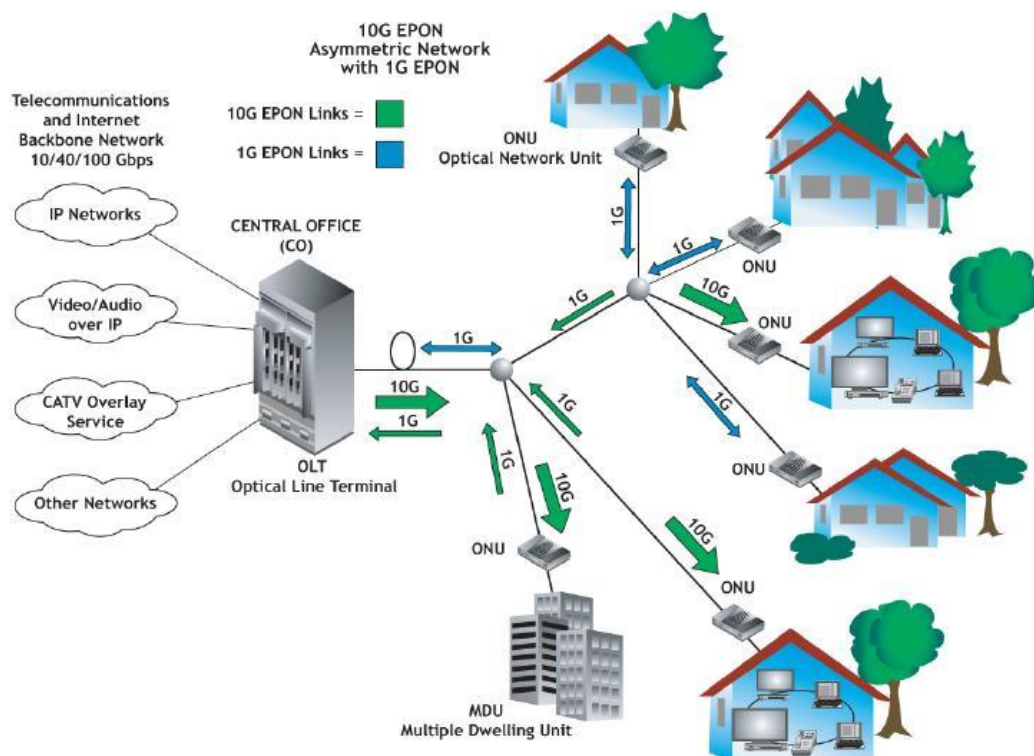 10G EPON
Asymmetric Network
with 1G EPON
Telecommunications
and Internet
Backbone Network
10/40/100 Gbps
10G EPON Links =
1G EPON Links =
ONU
Optical Network Unit
IP Networks
CENTRAL OFFICE
(CO)
1G
1G
ONU
Video/Audio
over IP
1G
10G
ONU
1G
CATV Overlay
Service
10G
1G
1G
1G
OLT
Optical Line Terminal
ONU
Other Networks
1G
10G
10G
ONU
ONU
MDU
Multiple Dwelling Unit